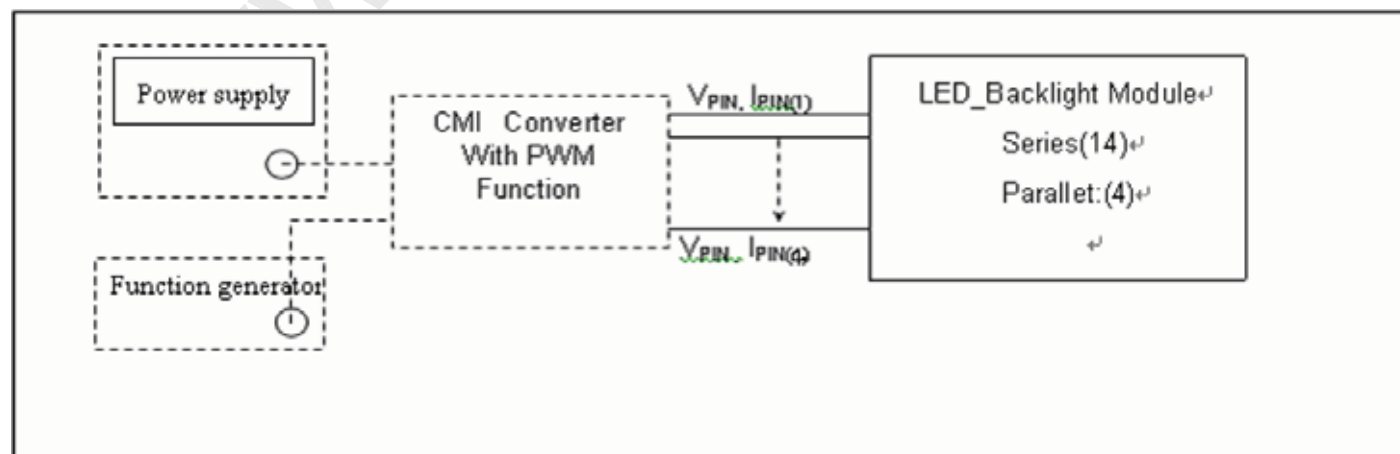 Power supply
CMI Converter
With PWM
Function
Function generator
VPIN, IPIN(1)
VPIN, IPIN(4)
LED_Backlight Module↵
Series(14)↵
Parallet:(4)↵
↵